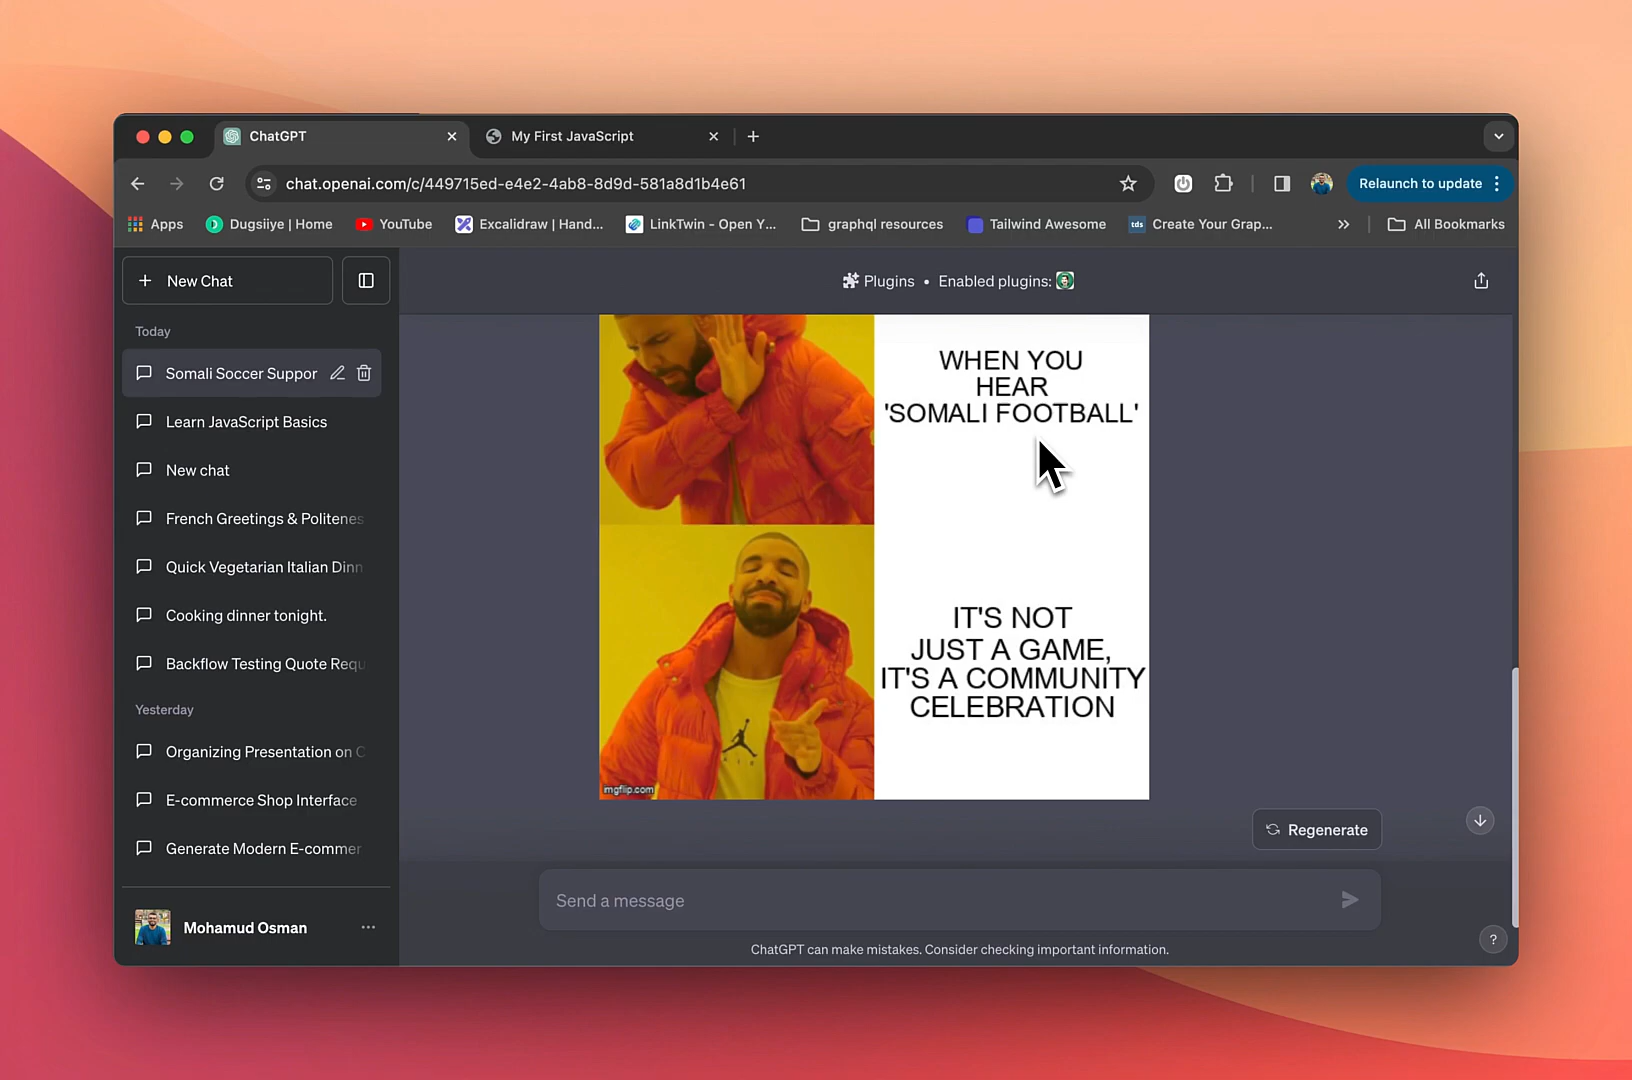 ChatGPT
My First JavaScript
chat.openai.com/c/449715ed-e4e2-4ab8-8d9d-581a8d1b4e61
Relaunch to update
Apps
Dugsiiye | Home
YouTube
Excalidraw | Hand...
LinkTwin - Open Y...
graphql resources
Tailwind Awesome
tds
Create Your Grap...
»
All Bookmarks
New Chat
Plugins • Enabled plugins:
Today
Somali Soccer Suppor
Learn JavaScript Basics
New chat
French Greetings & Politenes
Quick Vegetarian Italian Dinn
Cooking dinner tonight.
Backflow Testing Quote Requ
Yesterday
Organizing Presentation on C
E-commerce Shop Interface
Generate Modern E-commer
Mohamud Osman
WHEN YOU
HEAR
'SOMALI FOOTBALL'
IT'S NOT
JUST A GAME,
IT'S A COMMUNITY
CELEBRATION
imgflip.com
Regenerate
Send a message
?
ChatGPT can make mistakes. Consider checking important information.